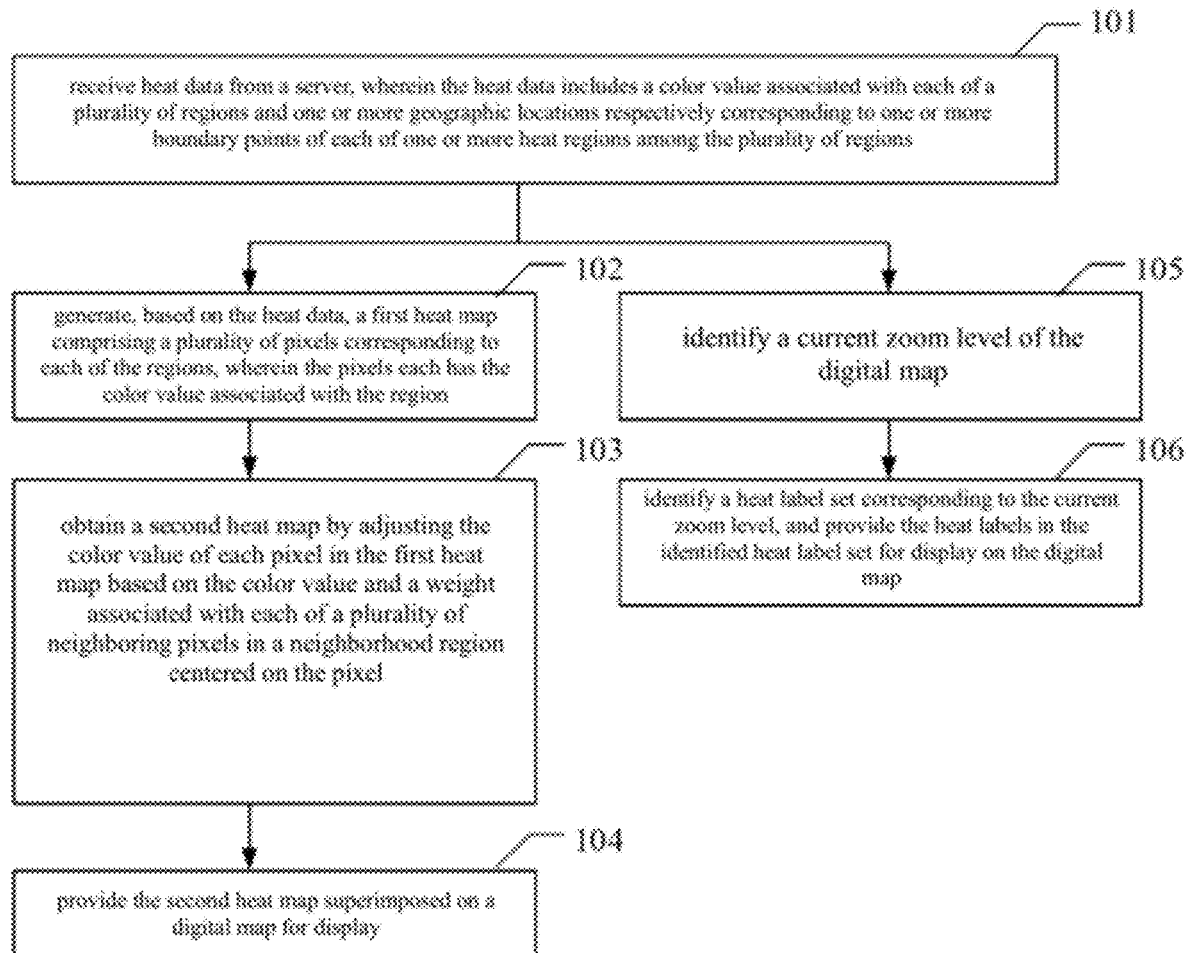 101
receive heat data from a server, wherein the heat data includes a color value associated with each of a
plurality of regions and one or more geographic locations respectively corresponding to one or more
boundary points of each of one or more heat regions among the plurality of regions
102
generate, based on the heat data, a first heat map
comprising a plurality of pixels corresponding to
each of the regions, wherein the pixels each has the
color value associated with the region
103
obtain a second heat map by adjusting the
color value of each pixel in the first heat
map based on the color value and a weight
associated with each of a plurality of
neighboring pixels in a neighborhood region
centered on the pixel
104
provide the second heat map superimposed on a
digital map for display
105
identify a current zoom level of the
digital map
106
identify a heat label set corresponding to the current
zoom level, and provide the heat labels in the
identified heat label set for display on the digital
map